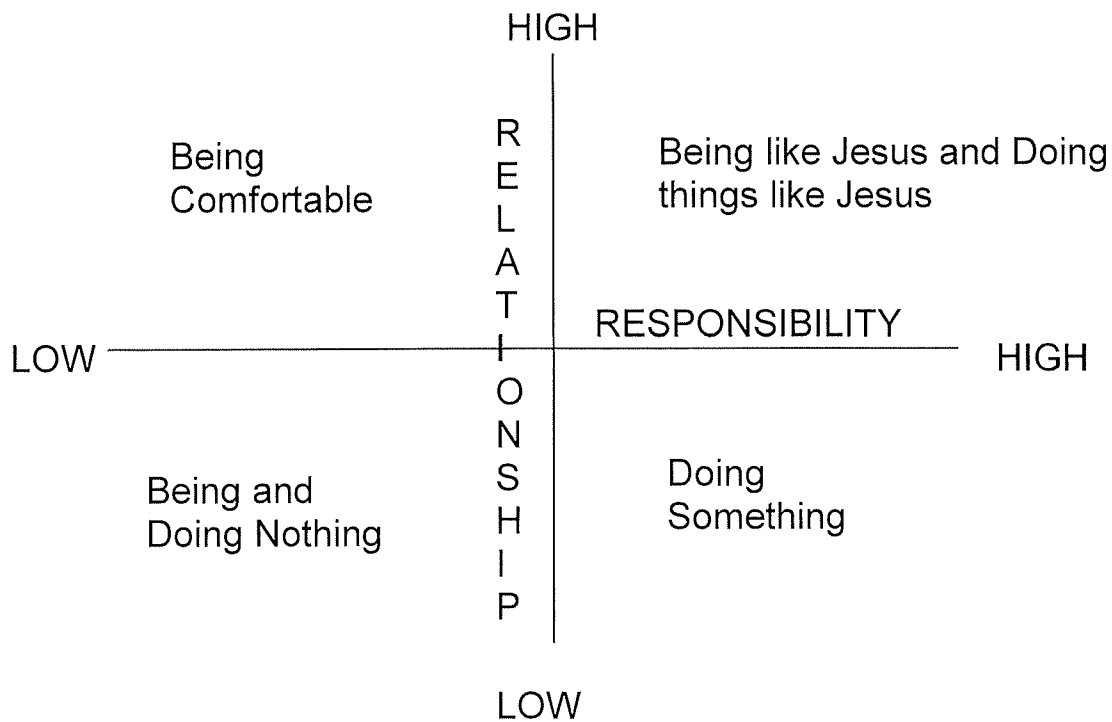 HIGH
Being
Comfortable
RELATIONSHIP
Being like Jesus and Doing
things like Jesus
RESPONSIBILITY
LOW
HIGH
Being and
Doing Nothing
Doing
Something
LOW